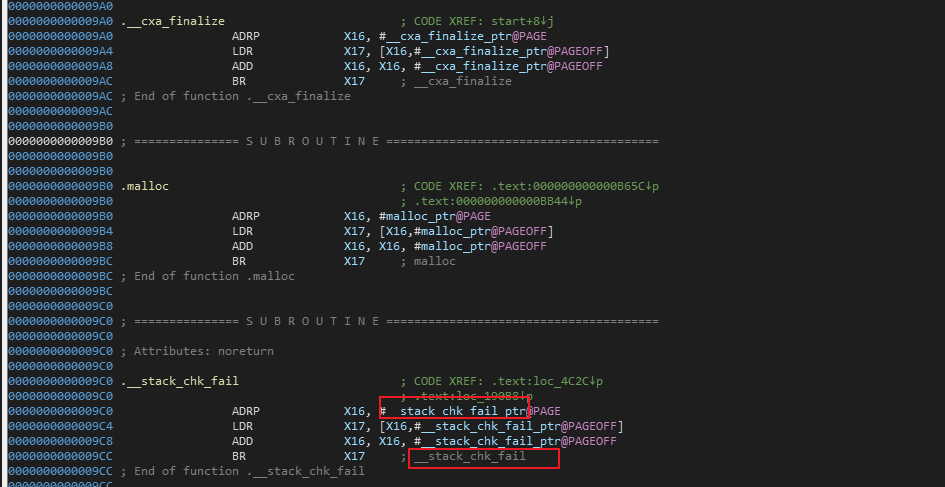 00000000000009A0
00000000000009A0 .__cxa_finalize ; CODE XREF: start+8↓j
00000000000009A0 ADRP X16, #__cxa_finalize_ptr@PAGE
00000000000009A4 LDR X17, [X16,#__cxa_finalize_ptr@PAGEOFF]
00000000000009A8 ADD X16, X16, #__cxa_finalize_ptr@PAGEOFF
00000000000009AC BR X17 ; __cxa_finalize
00000000000009AC ; End of function .__cxa_finalize
00000000000009AC
00000000000009B0
00000000000009B0 ; =============== S U B R O U T I N E =======================================
00000000000009B0
00000000000009B0
00000000000009B0 .malloc ; CODE XREF: .text:000000000000B65C↓p
00000000000009B0 ; .text:000000000000BB44↓p
00000000000009B0 ADRP X16, #malloc_ptr@PAGE
00000000000009B4 LDR X17, [X16,#malloc_ptr@PAGEOFF]
00000000000009B8 ADD X16, X16, #malloc_ptr@PAGEOFF
00000000000009BC BR X17 ; malloc
00000000000009BC ; End of function .malloc
00000000000009BC
00000000000009C0
00000000000009C0 ; =============== S U B R O U T I N E =======================================
00000000000009C0
00000000000009C0 ; Attributes: noreturn
00000000000009C0
00000000000009C0 .__stack_chk_fail ; CODE XREF: .text:loc_4C2C↓p
00000000000009C0 ; .text:loc_190B8↓p
00000000000009C0 ADRP X16, #__stack_chk_fail_ptr@PAGE
00000000000009C4 LDR X17, [X16,#__stack_chk_fail_ptr@PAGEOFF]
00000000000009C8 ADD X16, X16, #__stack_chk_fail_ptr@PAGEOFF
00000000000009CC BR X17 ; __stack_chk_fail
00000000000009CC ; End of function .__stack_chk_fail
00000000000009CC